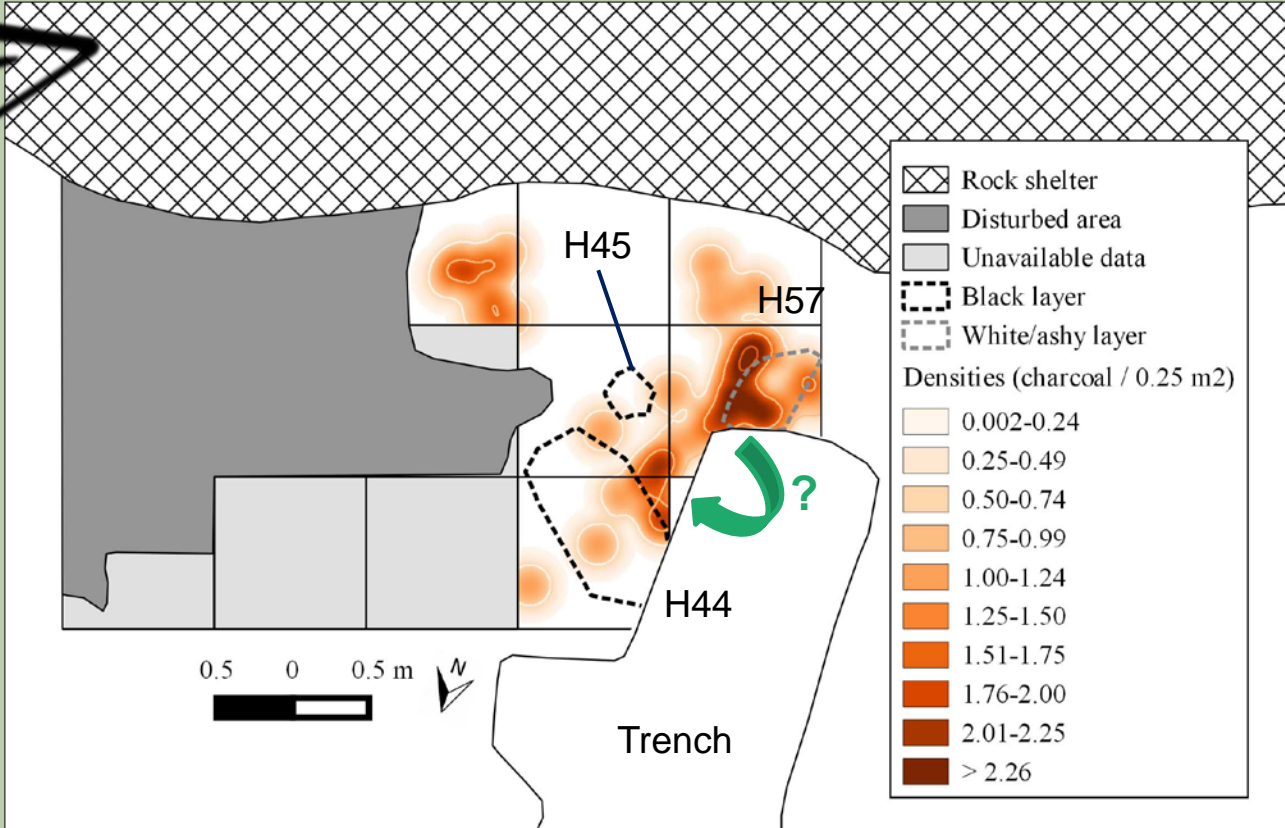 H45
H57
?
H44
0.5 0 0.5 m
N
Trench
Rock shelter
Disturbed area
Unavailable data
Black layer
White/ashy layer
Densities (charcoal / 0.25 m2)
0.002-0.24
0.25-0.49
0.50-0.74
0.75-0.99
1.00-1.24
1.25-1.50
1.51-1.75
1.76-2.00
2.01-2.25
> 2.26